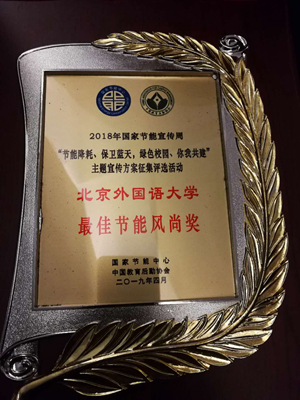 2018年国家节能宣传周
“节能降耗、保卫蓝天，绿色校园、你我共建”
主题宣传方案征集评选活动
北京外国语大学
最佳节能风尚奖
国家节能中心
中国教育后勤协会
二〇一九年四月